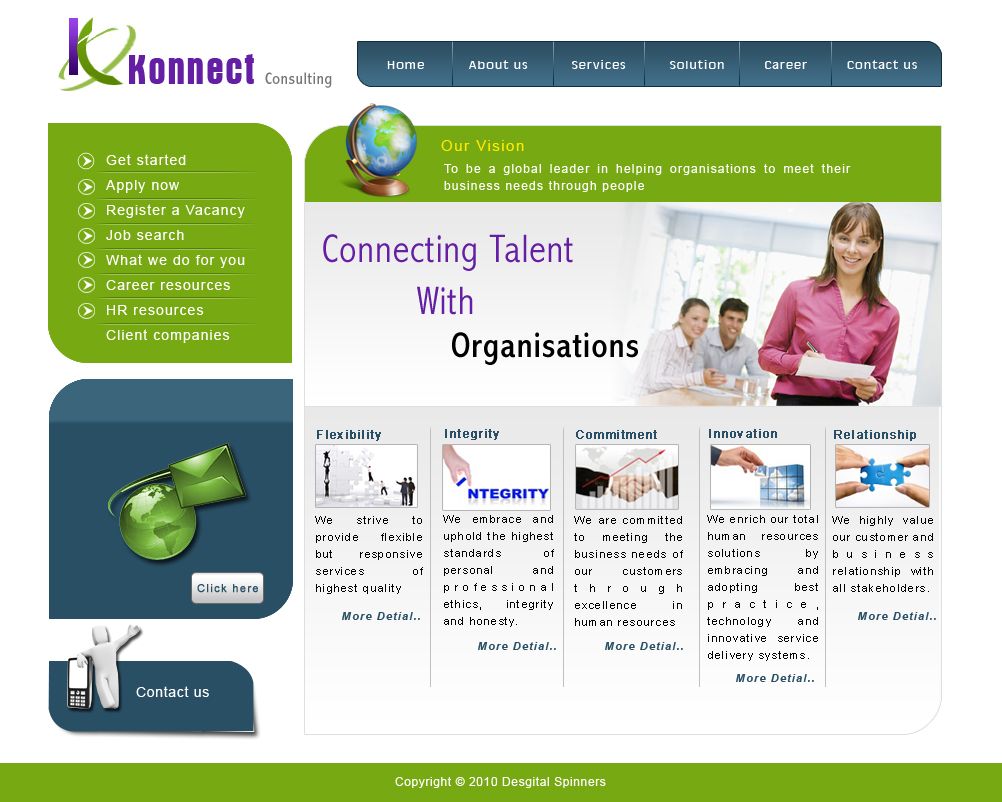 Konnect Consulting
Home About us Services Solution Career Contact us
Get started
Apply now
Register a Vacancy
Job search
What we do for you
Career resources
HR resources
Client companies
Click here
Contact us
Our Vision
To be a global leader in helping organisations to meet their
business needs through people
Connecting Talent
With
Organisations
Flexibility
We strive to
provide flexible
but responsive
services of
highest quality
More Detial..
Integrity
NTEGRITY
We embrace and
uphold the highest
standards of
personal and
professional
ethics, integrity
and honesty.
More Detial..
Commitment
We are committed
to meeting the
business needs of
our customers
through
excellence in
human resources
More Detial..
Innovation
We enrich our total
human resources
solutions by
embracing and
adopting best
practice,
technology and
innovative service
delivery systems.
More Detial..
Relationship
We highly value
our customer and
business
relationship with
all stakeholders.
More Detial..
Copyright © 2010 Desgital Spinners